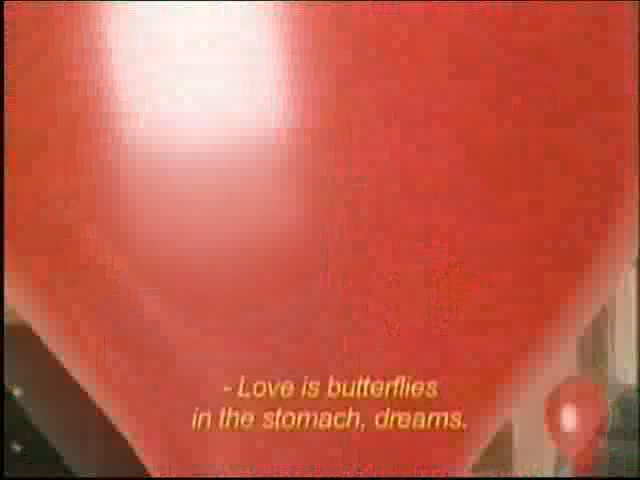 - Love is butterflies
in the stomach, dreams.